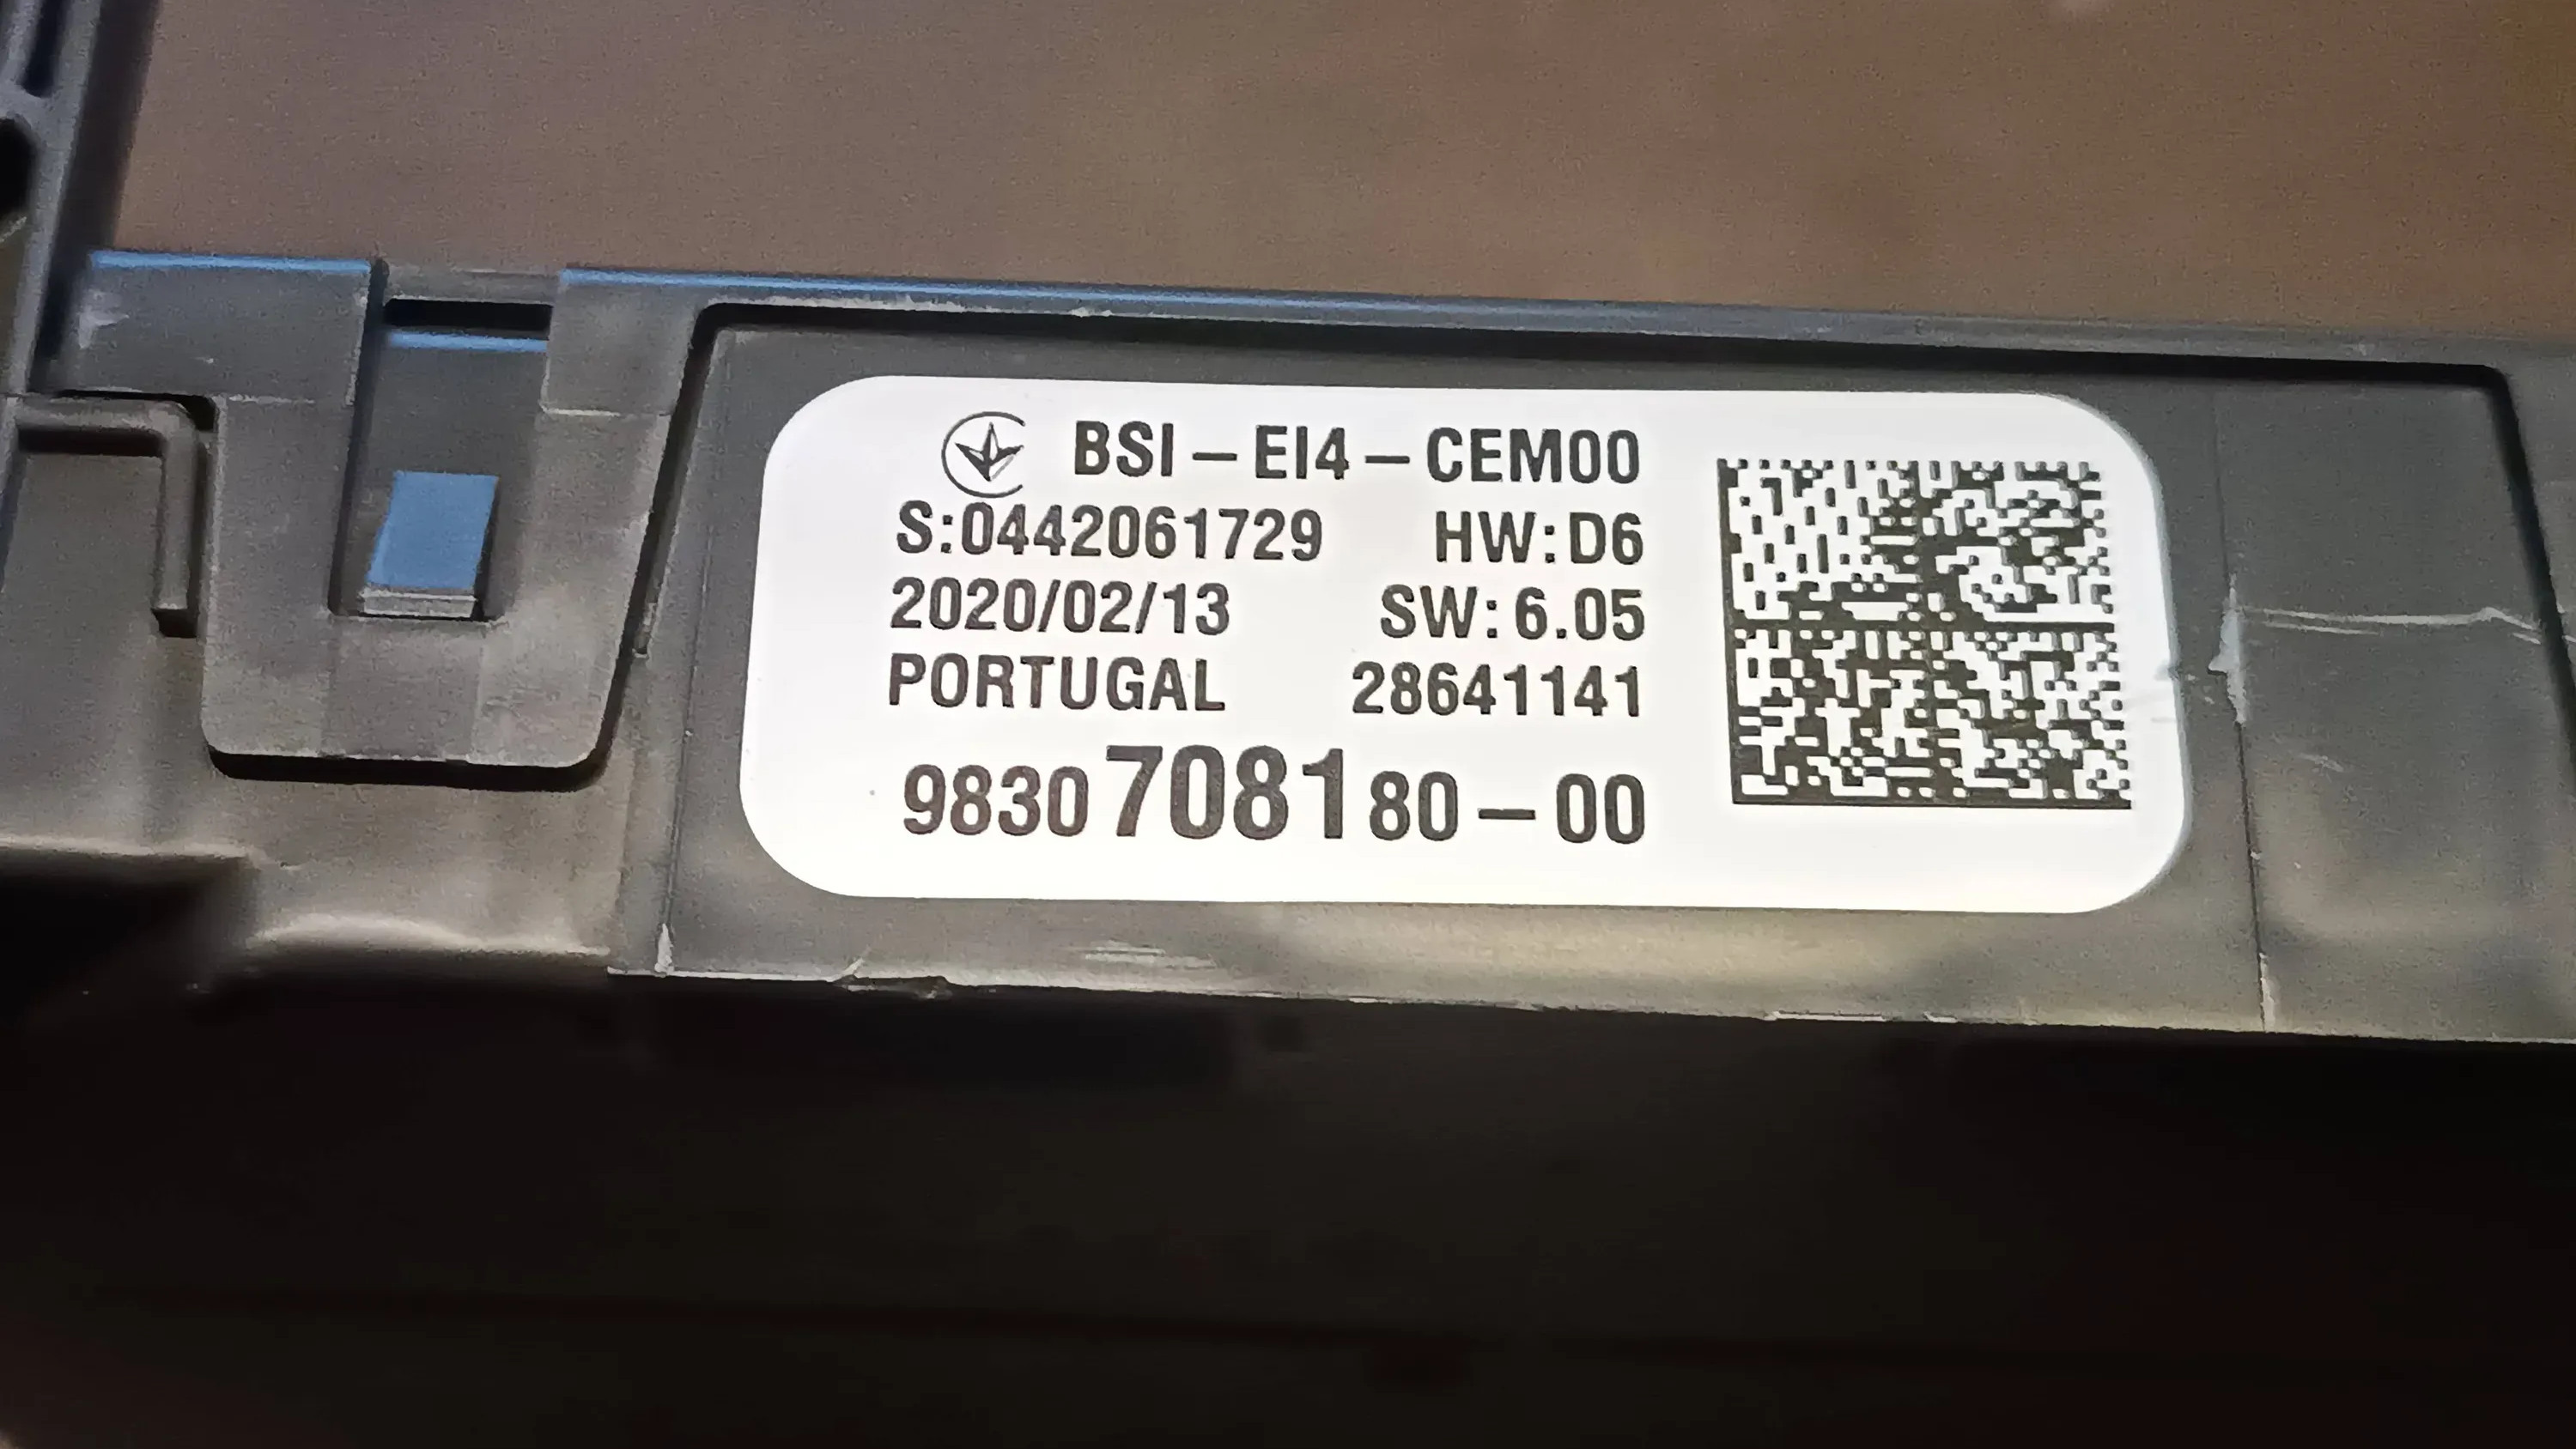 BSI-EI4-CEM00
S:0442061729 HW:D6
2020/02/13 SW:6.05
PORTUGAL 28641141
9830708180-00